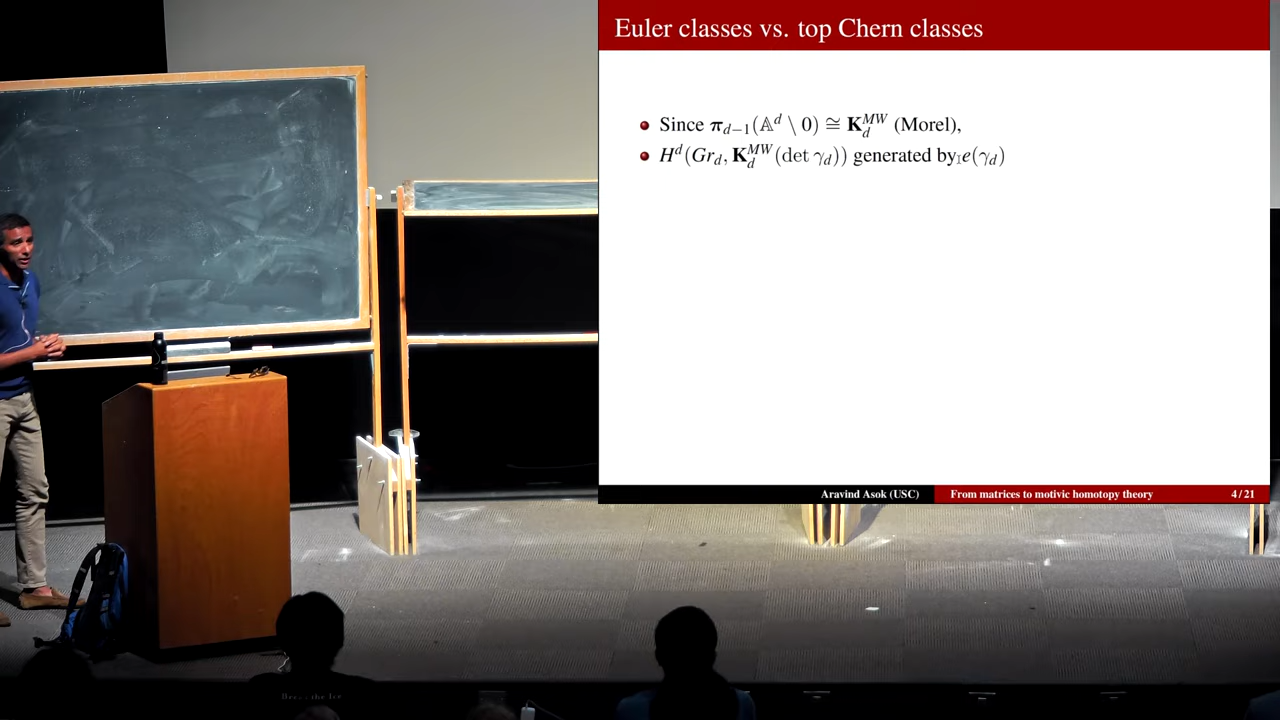 Euler classes vs. top Chern classes
Since π_{d−1}(𝔸^d \ 0) ≅ K_d^{MW} (Morel),
H^d(Gr_d, K_d^{MW}(det γ_d)) generated by e(γ_d)
Aravind Asok (USC) From matrices to motivic homotopy theory 4 / 21